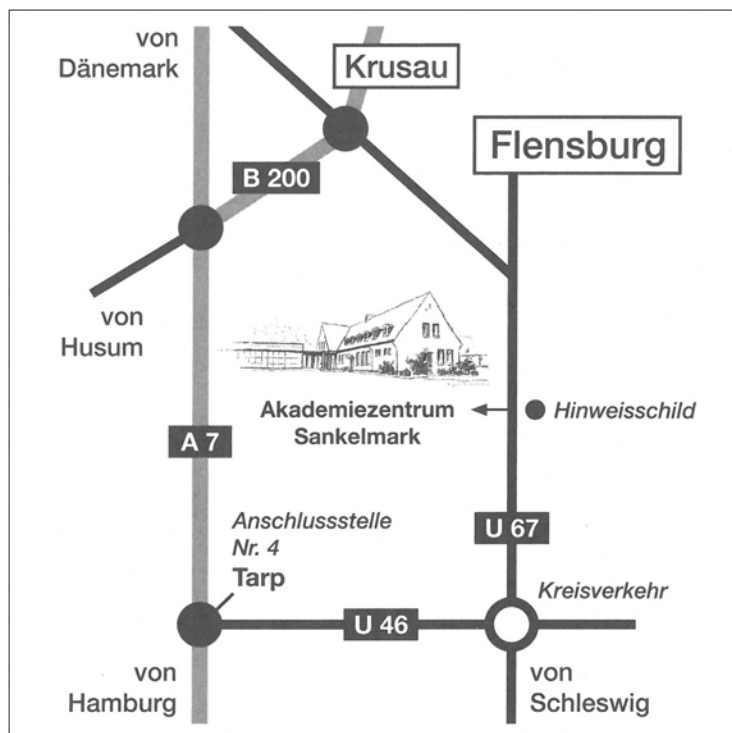 von
Dänemark
Krusau
Flensburg
B 200
von
Husum
Akademiezentrum
Sankelmark
Hinweisschild
A 7
Anschlussstelle
Nr. 4
Tarp
U 67
Kreisverkehr
U 46
von
Hamburg
von
Schleswig